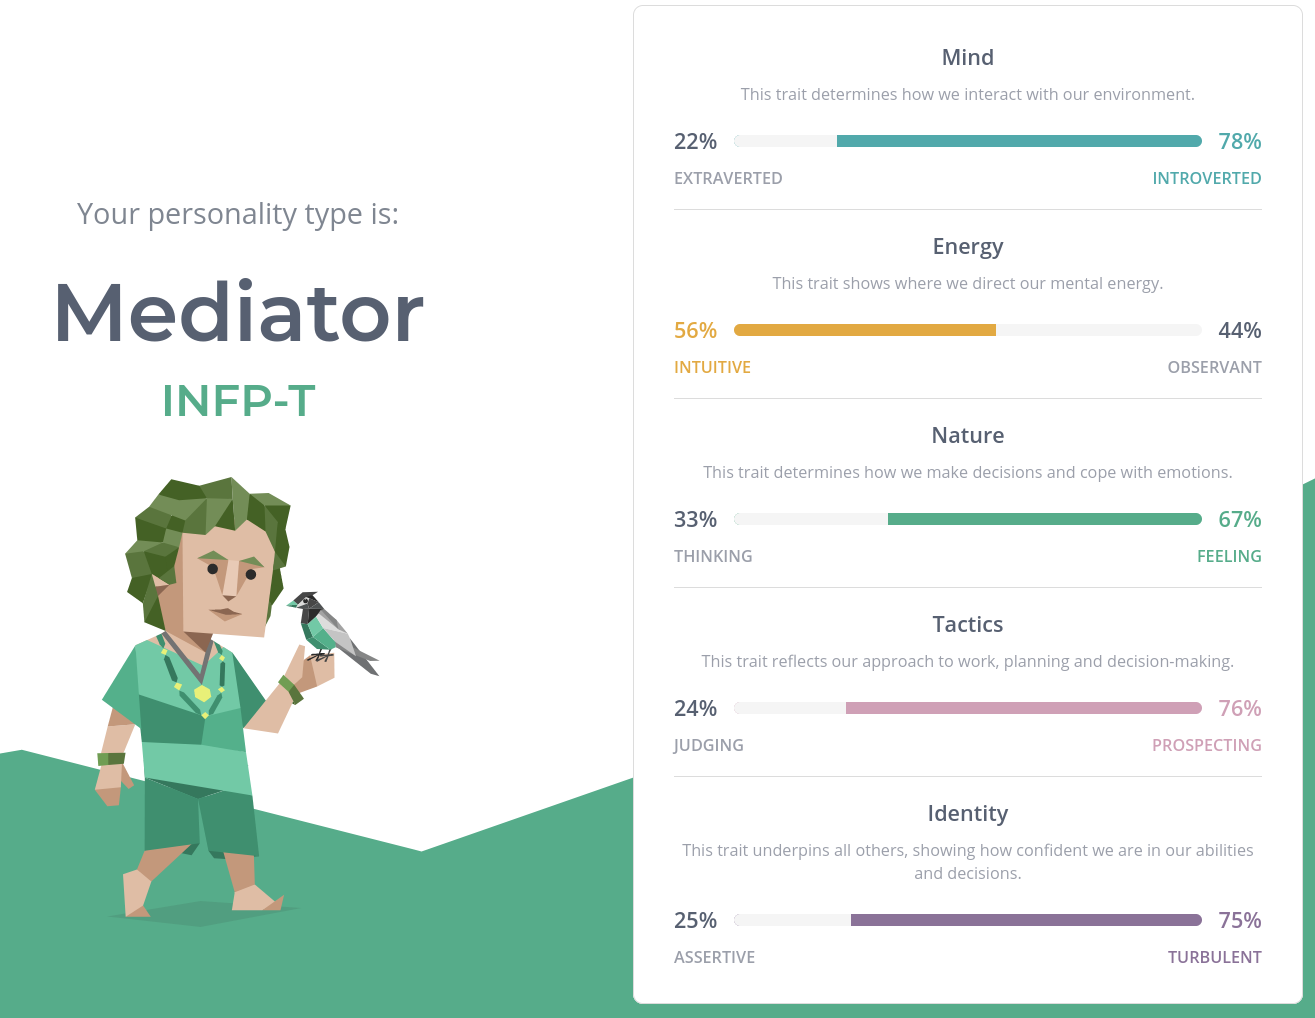 Your personality type is:
Mediator
INFP-T
Mind
This trait determines how we interact with our environment.
22% 78%
EXTRAVERTED INTROVERTED
Energy
This trait shows where we direct our mental energy.
56% 44%
INTUITIVE OBSERVANT
Nature
This trait determines how we make decisions and cope with emotions.
33% 67%
THINKING FEELING
Tactics
This trait reflects our approach to work, planning and decision-making.
24% 76%
JUDGING PROSPECTING
Identity
This trait underpins all others, showing how confident we are in our abilities
and decisions.
25% 75%
ASSERTIVE TURBULENT